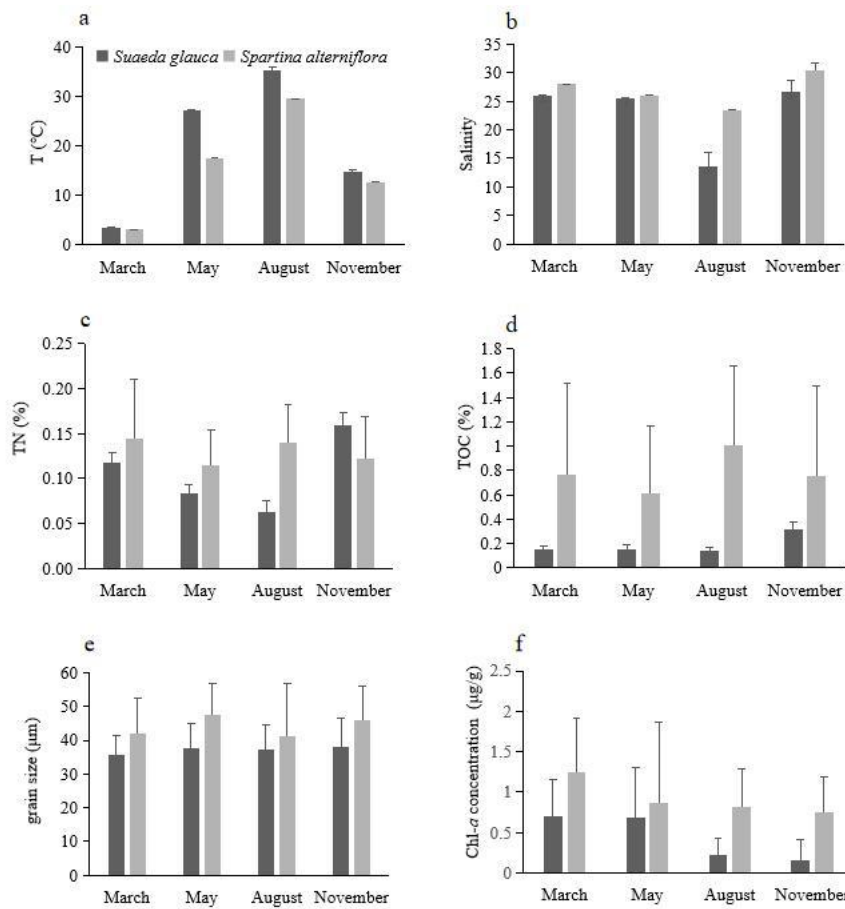 a
Suaeda glauca Spartina alterniflora
40
30
20
10
0
T (°C)
March May August November
b
35
30
25
20
15
10
5
0
Salinity
March May August November
c
0.25
0.20
0.15
0.10
0.05
0.00
TN (%)
March May August November
d
1.8
1.6
1.4
1.2
1
0.8
0.6
0.4
0.2
0
TOC (%)
March May August November
e
60
50
40
30
20
10
0
grain size (μm)
March May August November
f
2.5
2
1.5
1
0.5
0
Chl-a concentration (μg/g)
March May August November